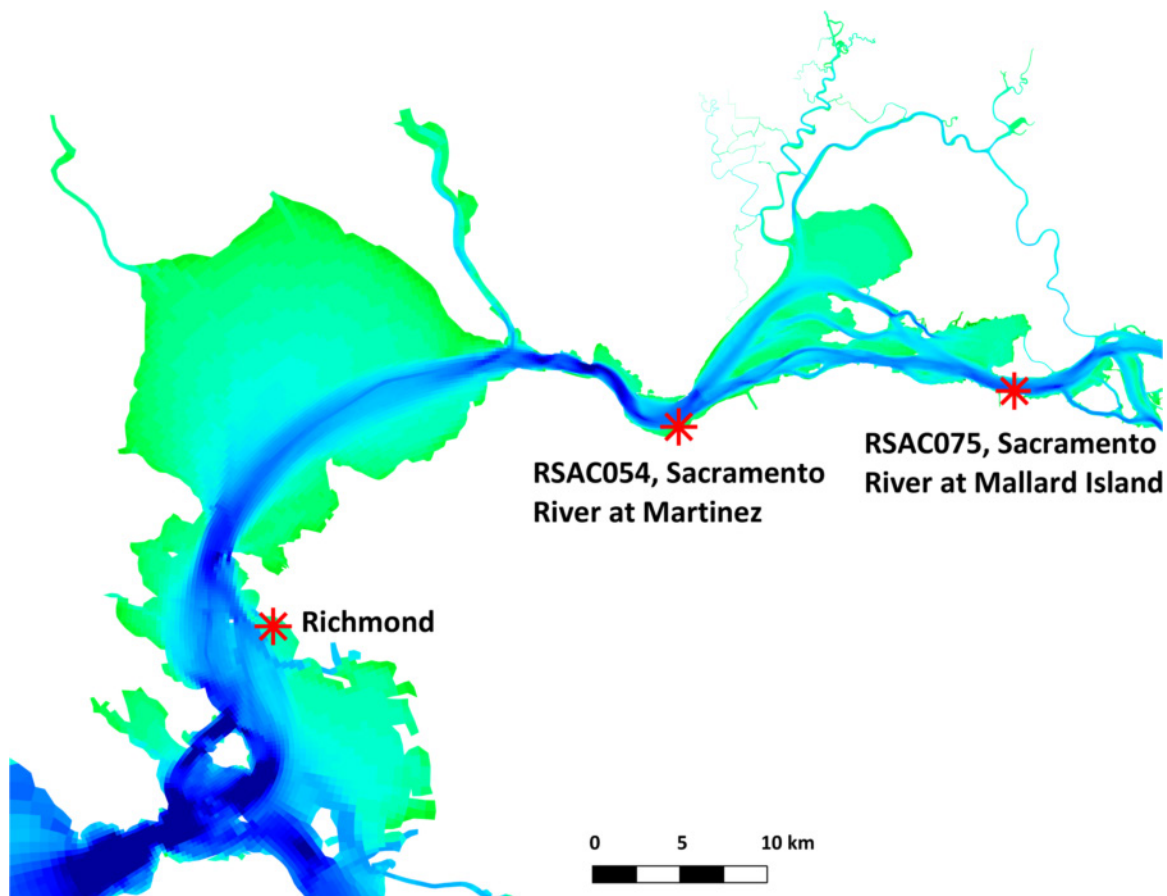 RSAC054, Sacramento
River at Martinez
RSAC075, Sacramento
River at Mallard Island
Richmond
0 5 10 km